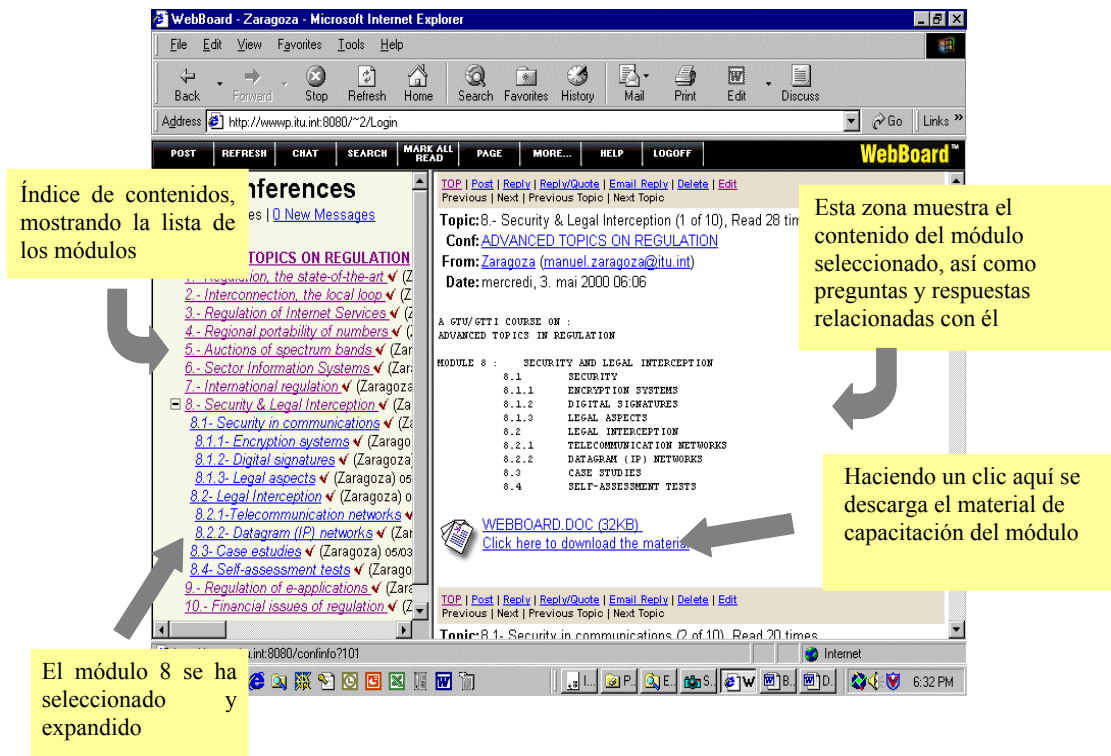 WebBoard - Zaragoza - Microsoft Internet Explorer
File Edit View Favorites Tools Help
Back Forward Stop Refresh Home Search Favorites History Mail Print Edit Discuss
Address http://wwwp.itu.int:8080/~2/Login Go Links »
POST REFRESH CHAT SEARCH MARK ALL READ PAGE MORE... HELP LOGOFF WebBoard™
Índice de contenidos,
mostrando la lista de
los módulos
nferences
es | 0 New Messages
TOPICS ON REGULATION
1.- Regulation, the state-of-the-art (Z
2.- Interconnection, the local loop (Z
3.- Regulation of Internet Services (Z
4.- Regional portability of numbers (
5.- Auctions of spectrum bands (Zar
6.- Sector Information Systems (Zar
7.- International regulation (Zaragoza
8.- Security & Legal Interception (Za
8.1- Security in communications (Za
8.1.1- Encryption systems (Zarago
8.1.2- Digital signatures (Zaragoza
8.1.3- Legal aspects (Zaragoza) 05
8.2- Legal Interception (Zaragoza) 0
8.2.1-Telecommunication networks
8.2.2- Datagram (IP) networks (Zar
8.3- Case estudies (Zaragoza) 05/03
8.4- Self-assessment tests (Zarago
9.- Regulation of e-applications (Zara
10.- Financial issues of regulation (Z
TOP | Post | Reply | Reply/Quote | Email Reply | Delete | Edit
Previous | Next | Previous Topic | Next Topic
Topic: 8.- Security & Legal Interception (1 of 10), Read 28 tim
Conf: ADVANCED TOPICS ON REGULATION
From: Zaragoza (manuel.zaragoza@itu.int)
Date: mercredi, 3. mai 2000 06:06
A GTU/GTTI COURSE ON :
ADVANCED TOPICS IN REGULATION
MODULE 8 : SECURITY AND LEGAL INTERCEPTION
8.1 SECURITY
8.1.1 ENCRYPTION SYSTEMS
8.1.2 DIGITAL SIGNATURES
8.1.3 LEGAL ASPECTS
8.2 LEGAL INTERCEPTION
8.2.1 TELECOMMUNICATION NETWORKS
8.2.2 DATAGRAM (IP) NETWORKS
8.3 CASE STUDIES
8.4 SELF-ASSESSMENT TESTS
WEBBOARD.DOC (32KB)
Click here to download the material
TOP | Post | Reply | Reply/Quote | Email Reply | Delete | Edit
Previous | Next | Previous Topic | Next Topic
Topic: 8.1- Security in communications (2 of 10), Read 20 times
Esta zona muestra el
contenido del módulo
seleccionado, así como
preguntas y respuestas
relacionadas con él
Haciendo un clic aquí se
descarga el material de
capacitación del módulo
El módulo 8 se ha
seleccionado y
expandido
.int:8080/confinfo?101 Internet
I... P. E. S. W B. D. 6:32 PM